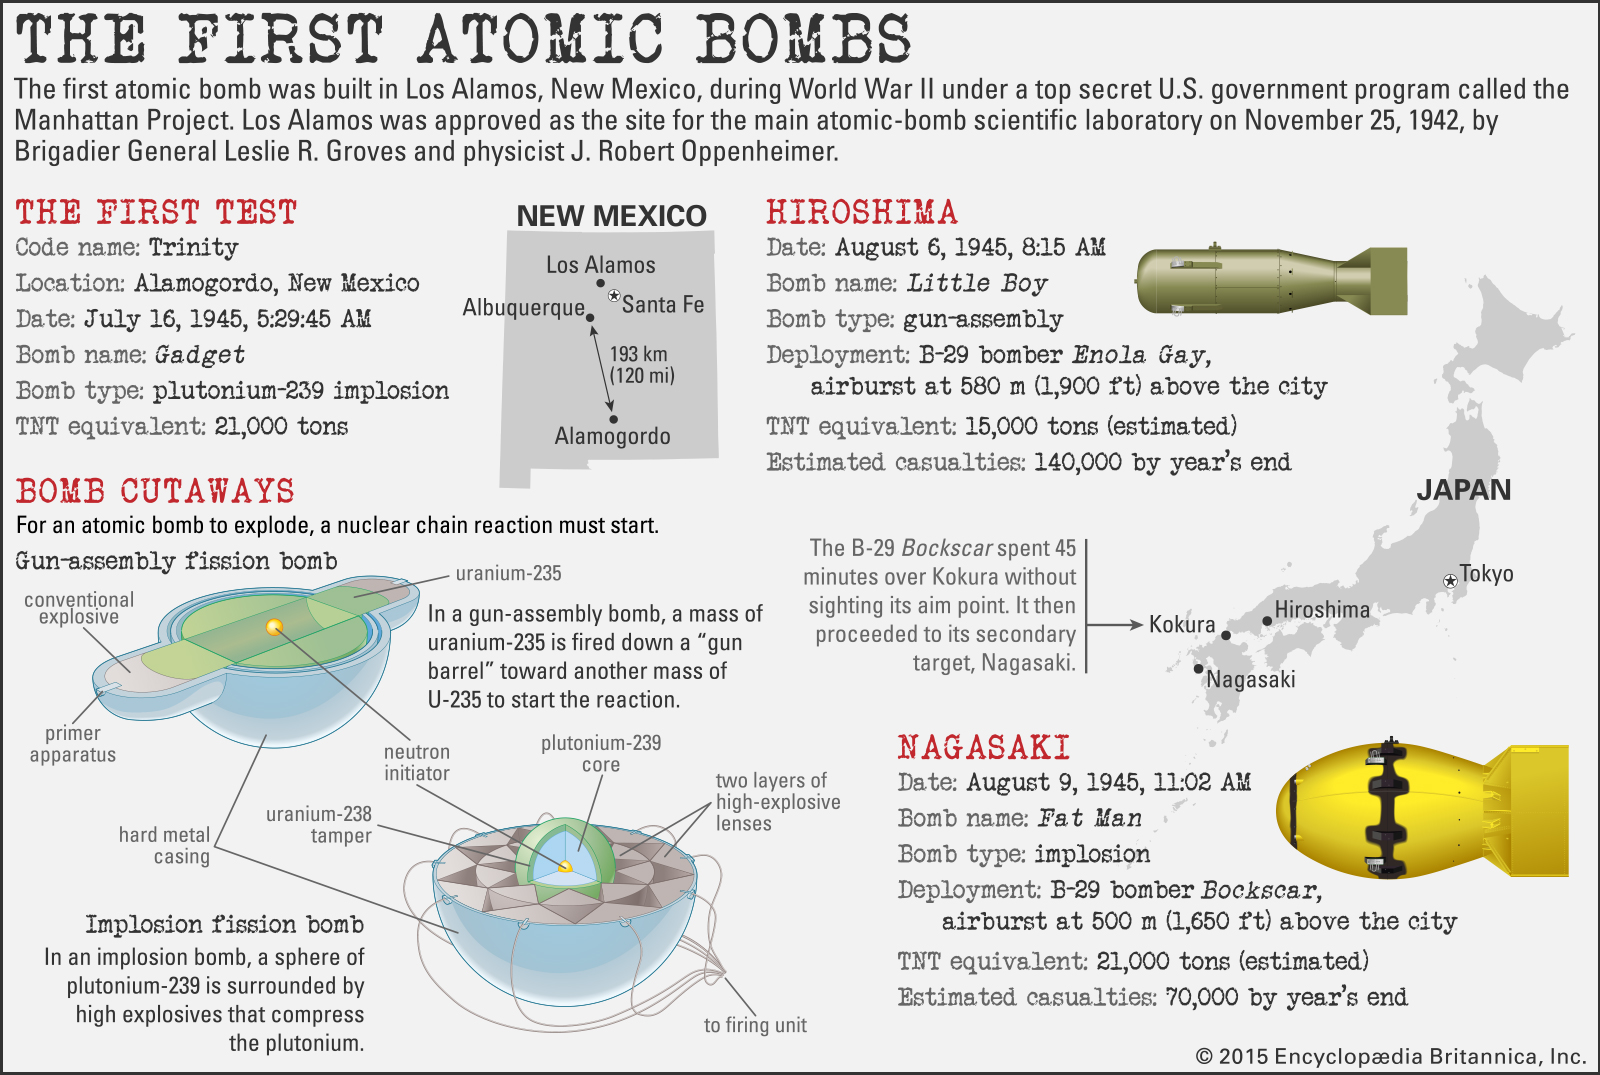 THE FIRST ATOMIC BOMBS
The first atomic bomb was built in Los Alamos, New Mexico, during World War II under a top secret U.S. government program called the
Manhattan Project. Los Alamos was approved as the site for the main atomic-bomb scientific laboratory on November 25, 1942, by
Brigadier General Leslie R. Groves and physicist J. Robert Oppenheimer.
THE FIRST TEST
Code name: Trinity
Location: Alamogordo, New Mexico
Date: July 16, 1945, 5:29:45 AM
Bomb name: Gadget
Bomb type: plutonium-239 implosion
TNT equivalent: 21,000 tons
NEW MEXICO
Los Alamos
Santa Fe
Albuquerque
193 km
(120 mi)
Alamogordo
HIROSHIMA
Date: August 6, 1945, 8:15 AM
Bomb name: Little Boy
Bomb type: gun-assembly
Deployment: B-29 bomber Enola Gay,
airburst at 580 m (1,900 ft) above the city
TNT equivalent: 15,000 tons (estimated)
Estimated casualties: 140,000 by year's end
JAPAN
Tokyo
Hiroshima
Kokura
Nagasaki
The B-29 Bockscar spent 45
minutes over Kokura without
sighting its aim point. It then
proceeded to its secondary
target, Nagasaki.
BOMB CUTAWAYS
For an atomic bomb to explode, a nuclear chain reaction must start.
Gun-assembly fission bomb
uranium-235
conventional
explosive
In a gun-assembly bomb, a mass of
uranium-235 is fired down a “gun
barrel” toward another mass of
U-235 to start the reaction.
primer
apparatus
neutron
initiator
plutonium-239
core
two layers of
high-explosive
lenses
uranium-238
tamper
hard metal
casing
Implosion fission bomb
In an implosion bomb, a sphere of
plutonium-239 is surrounded by
high explosives that compress
the plutonium.
to firing unit
NAGASAKI
Date: August 9, 1945, 11:02 AM
Bomb name: Fat Man
Bomb type: implosion
Deployment: B-29 bomber Bockscar,
airburst at 500 m (1,650 ft) above the city
TNT equivalent: 21,000 tons (estimated)
Estimated casualties: 70,000 by year's end
© 2015 Encyclopædia Britannica, Inc.